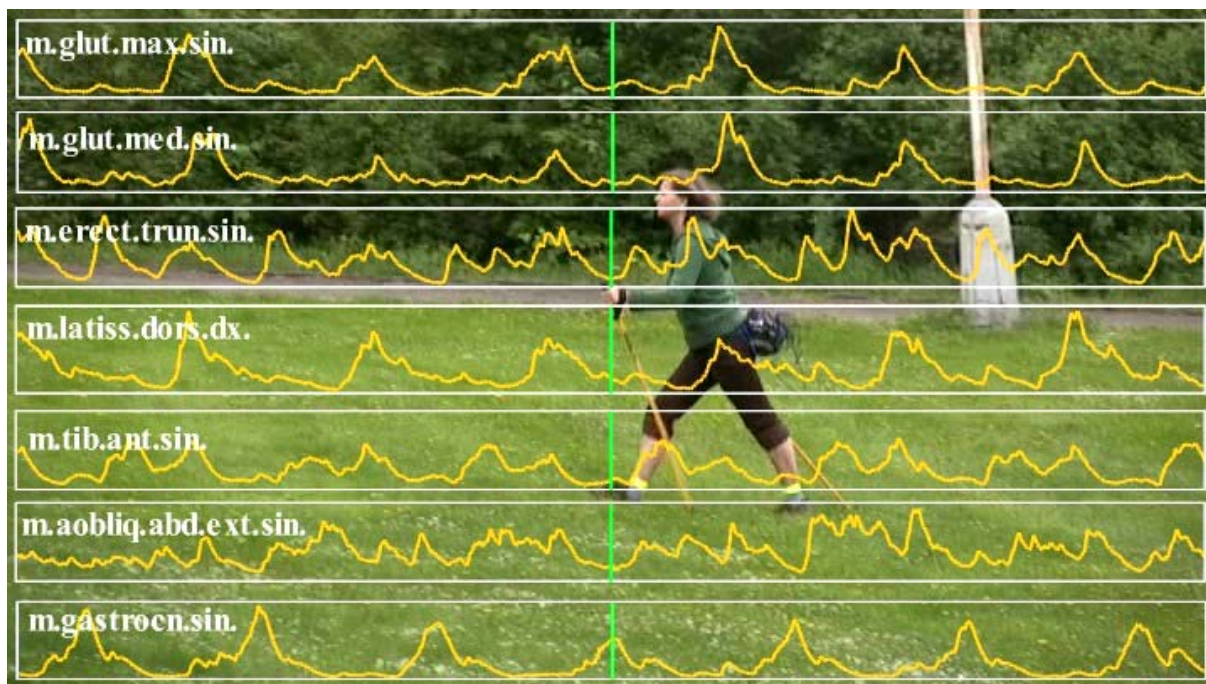 m.glut.max.sin.
m.glut.med.sin.
m.erect.trun.sin.
m.latiss.dors.dx.
m.tib.ant.sin.
m.aobliq.abd.ext.sin.
m.gastrocn.sin.